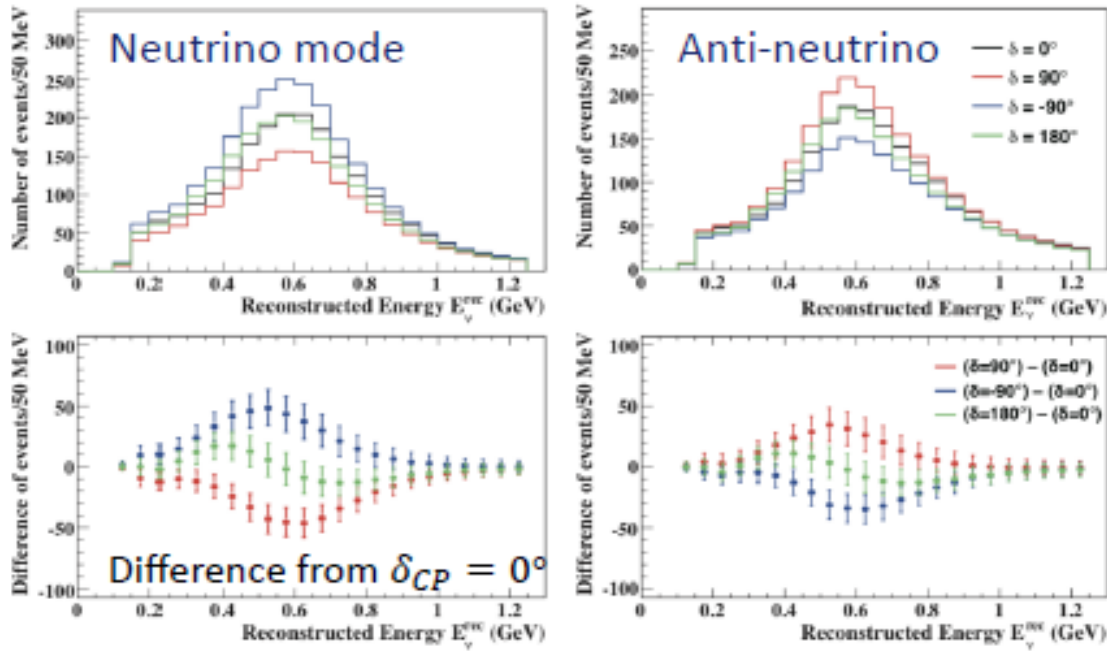 Neutrino mode
Number of events/50 MeV
300
250
200
150
100
50
0
0.2 0.4 0.6 0.8 1 1.2
Reconstructed Energy E_ν^rec (GeV)
Anti-neutrino
Number of events/50 MeV
250
200
150
100
50
0
δ = 0°
δ = 90°
δ = -90°
δ = 180°
0.2 0.4 0.6 0.8 1 1.2
Reconstructed Energy E_ν^rec (GeV)
Difference of events/50 MeV
100
50
0
-50
-100
Difference from δ_CP = 0°
0 0.2 0.4 0.6 0.8 1 1.2
Reconstructed Energy E_ν^rec (GeV)
Difference of events/50 MeV
100
50
0
-50
-100
(δ=90°) – (δ=0°)
(δ=-90°) – (δ=0°)
(δ=180°) – (δ=0°)
0 0.2 0.4 0.6 0.8 1 1.2
Reconstructed Energy E_ν^rec (GeV)